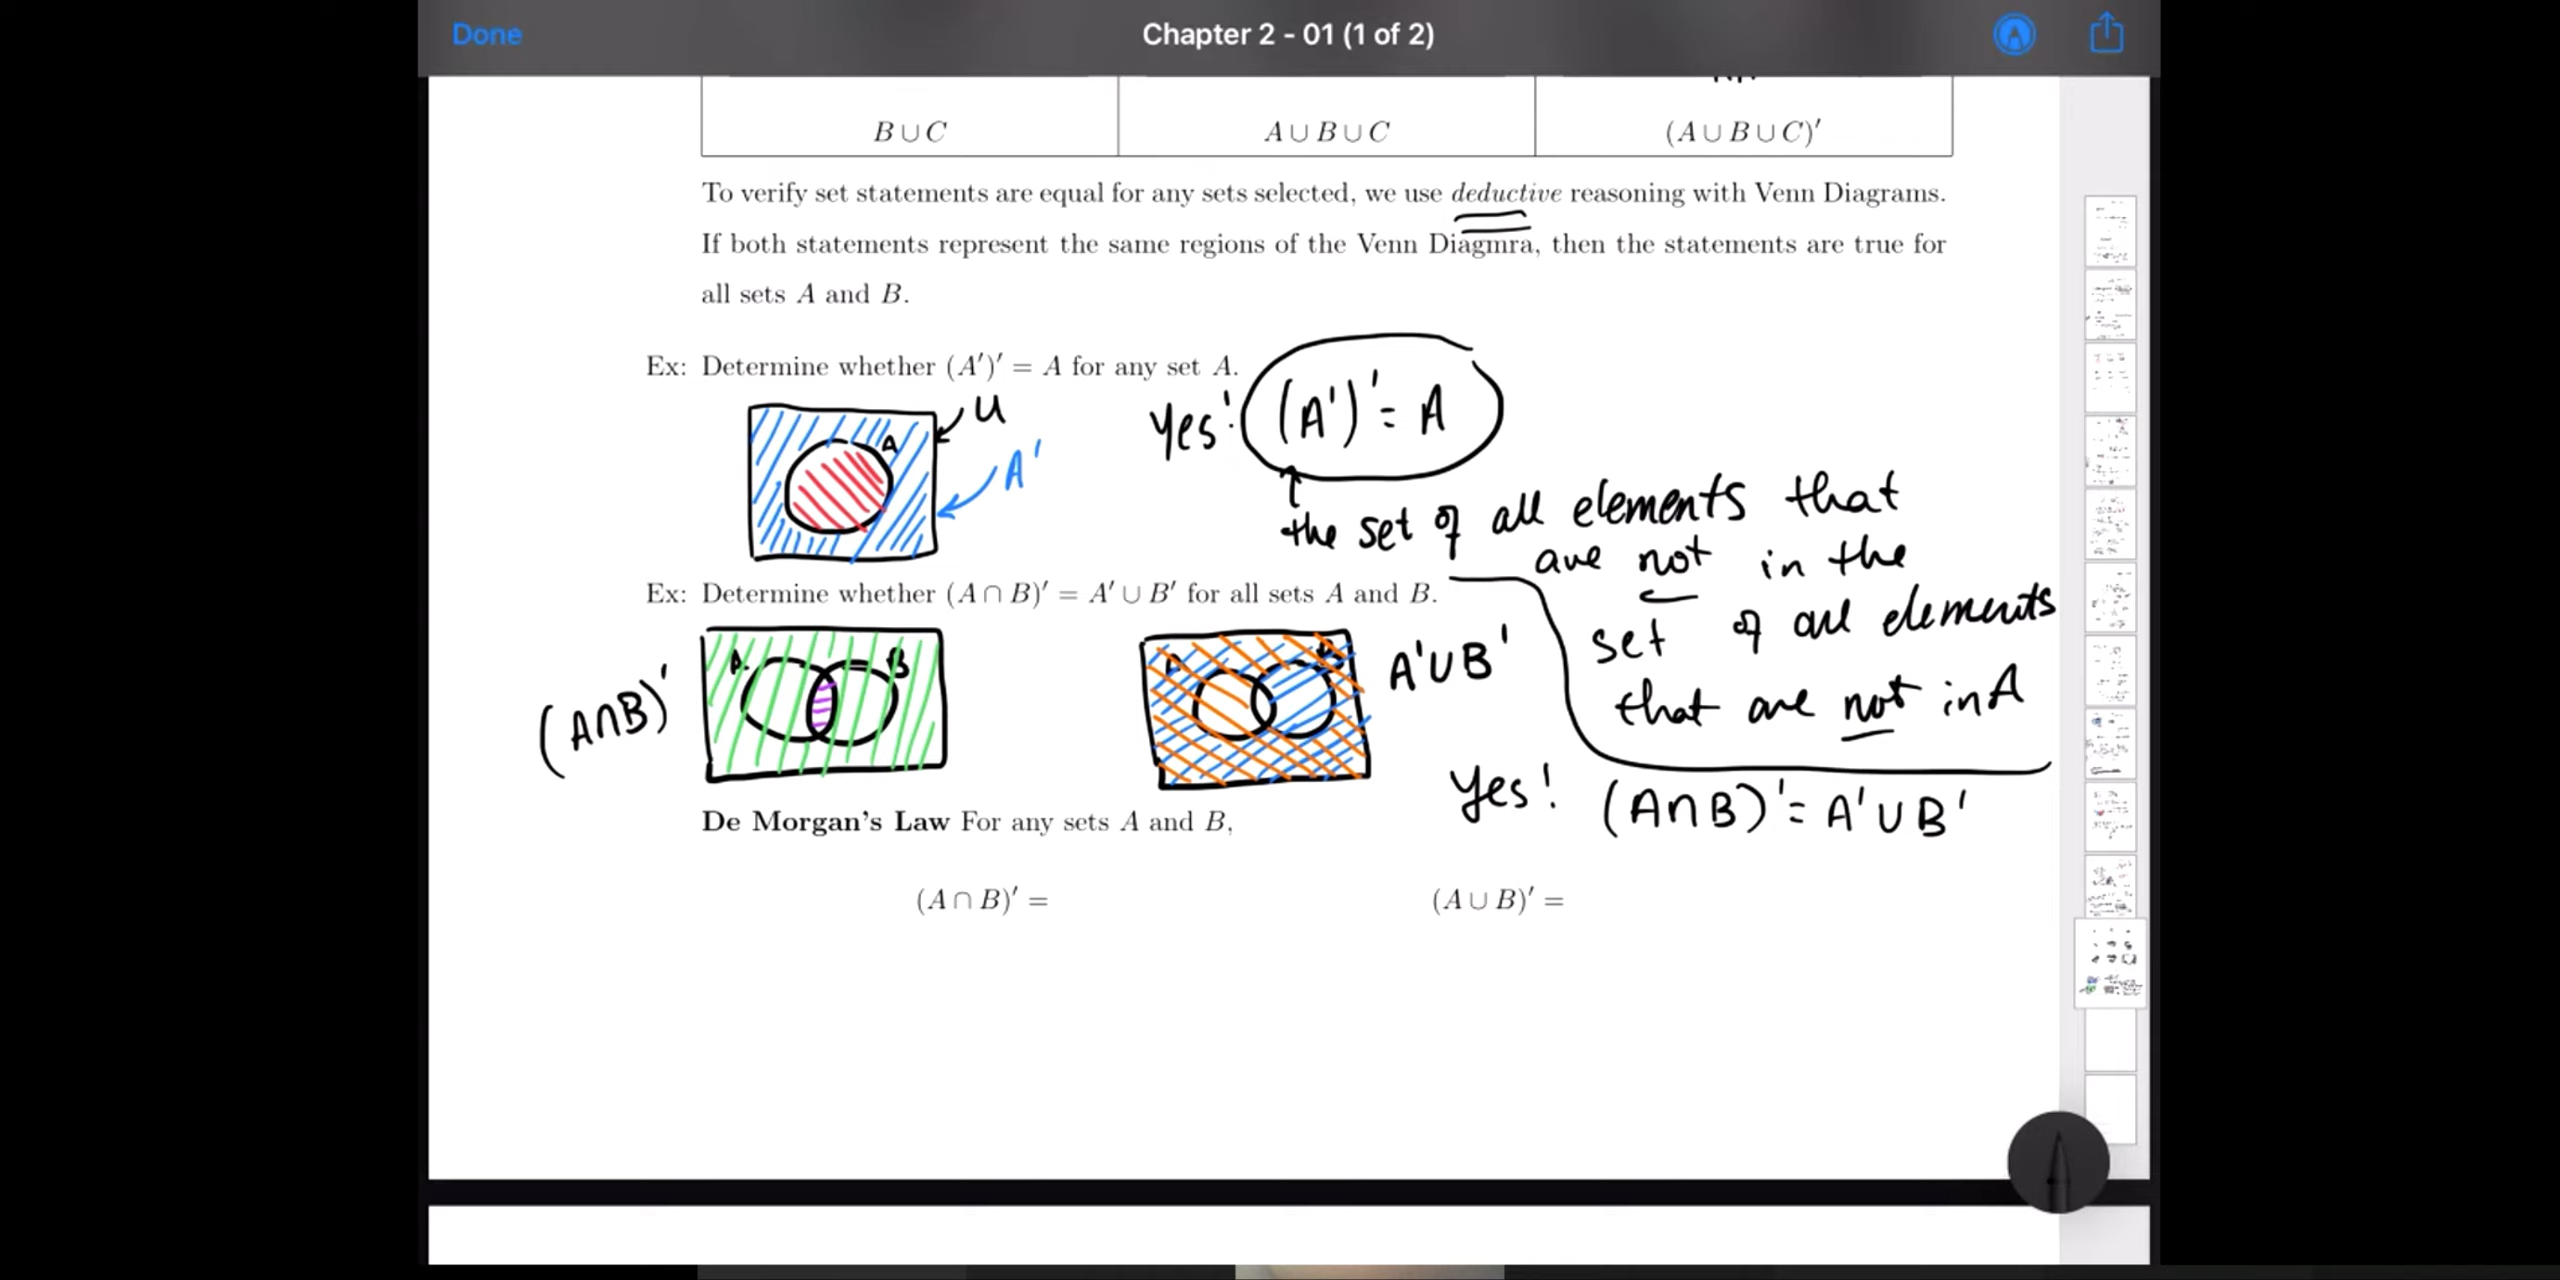 Done
Chapter 2 - 01 (1 of 2)
B ∪ C
A ∪ B ∪ C
(A ∪ B ∪ C)′
To verify set statements are equal for any sets selected, we use deductive reasoning with Venn Diagrams.
If both statements represent the same regions of the Venn Diagmra, then the statements are true for
all sets A and B.
Ex: Determine whether (A′)′ = A for any set A.
U
A
A'
Yes! (A')' = A
the set of all elements that
are not in the
set of all elements
that are not in A
Ex: Determine whether (A ∩ B)′ = A′ ∪ B′ for all sets A and B.
(A∩B)'
A
B
A'∪B'
Yes! (A∩B)' = A'∪B'
De Morgan's Law For any sets A and B,
(A ∩ B)′ =
(A ∪ B)′ =